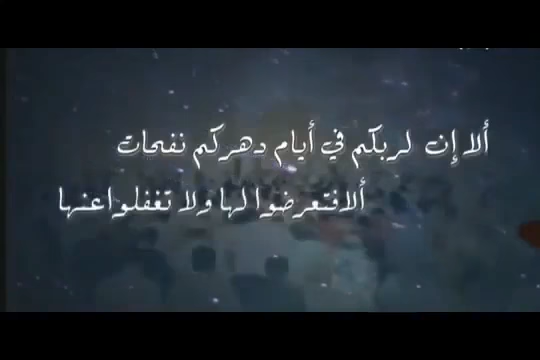 ألا إن لربكم في أيام دهركم نفحات
ألا فتعرضوا لها ولا تغفلوا عنها